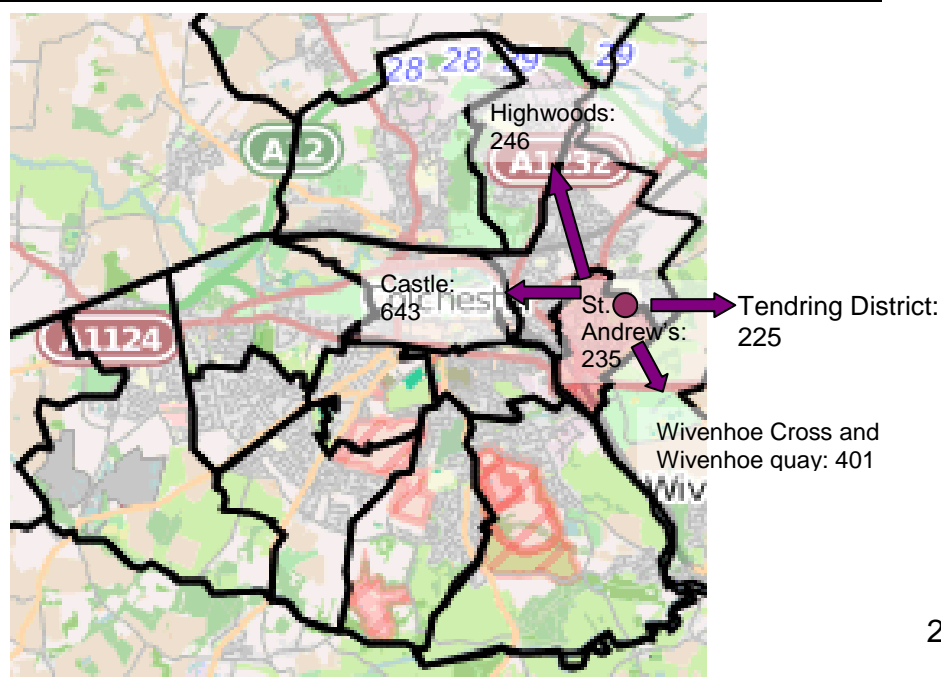 28 28 29 29
Highwoods:
246
A12
A1232
Castle:
643
St.
Andrew's:
235
Tendring District:
225
A1124
Wivenhoe Cross and
Wivenhoe quay: 401
Wiv
2